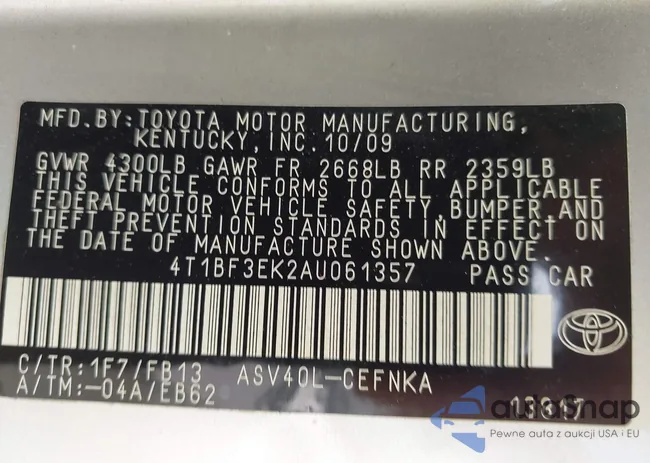 MFD.BY:TOYOTA MOTOR MANUFACTURING,
KENTUCKY,INC.10/09
GVWR 4300LB GAWR FR 2668LB RR 2359LB
THIS VEHICLE CONFORMS TO ALL APPLICABLE
FEDERAL MOTOR VEHICLE SAFETY,BUMPER,AND
THEFT PREVENTION STANDARDS IN EFFECT ON
THE DATE OF MANUFACTURE SHOWN ABOVE.
4T1BF3EK2AU061357 PASS CAR
C/TR:1F7/FB13 ASV40L-CEFNKA
A/TM:-04A/EB62
autaSnap
Pewne auta z aukcji USA i EU